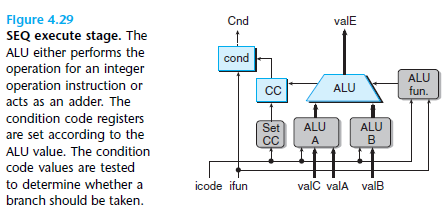 Figure 4.29
SEQ execute stage. The
ALU either performs the
operation for an integer
operation instruction or
acts as an adder. The
condition code registers
are set according to the
ALU value. The condition
code values are tested
to determine whether a
branch should be taken.
Cnd
valE
cond
CC
ALU
ALU
fun.
Set
CC
ALU
A
ALU
B
icode ifun
valC valA valB